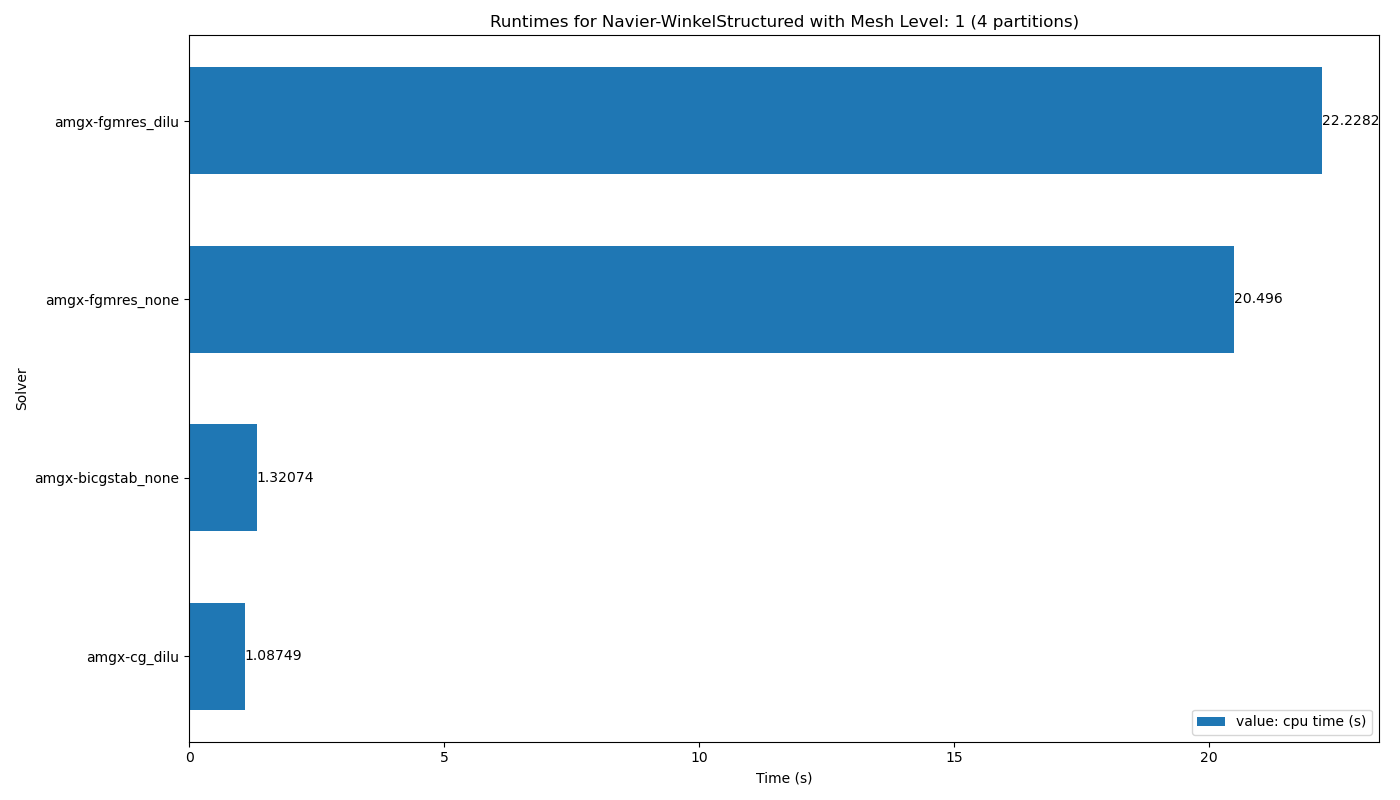 Runtimes for Navier-WinkelStructured with Mesh Level: 1 (4 partitions)
amgx-fgmres_dilu
22.2282
amgx-fgmres_none
20.496
Solver
amgx-bicgstab_none
1.32074
amgx-cg_dilu
1.08749
value: cpu time (s)
0 5 10 15 20
Time (s)